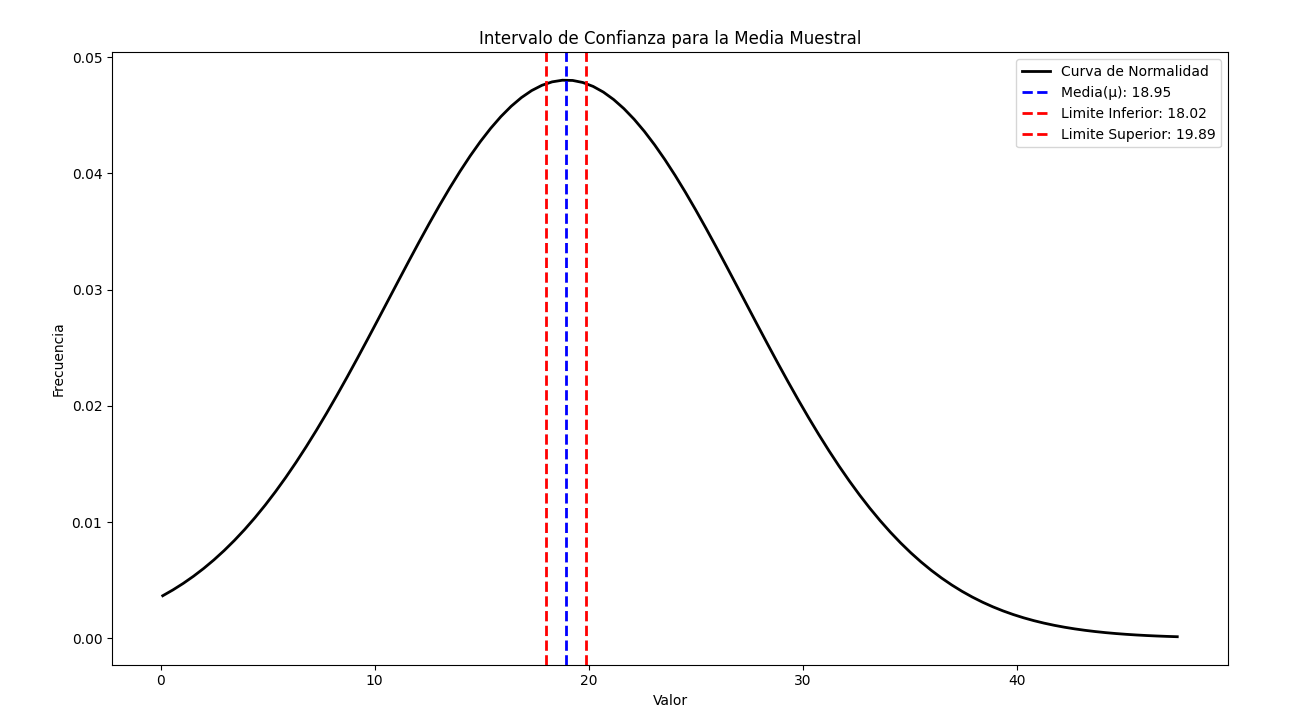 Intervalo de Confianza para la Media Muestral
Curva de Normalidad
Media(μ): 18.95
Limite Inferior: 18.02
Limite Superior: 19.89
0.05
0.04
0.03
0.02
0.01
0.00
Frecuencia
0 10 20 30 40
Valor